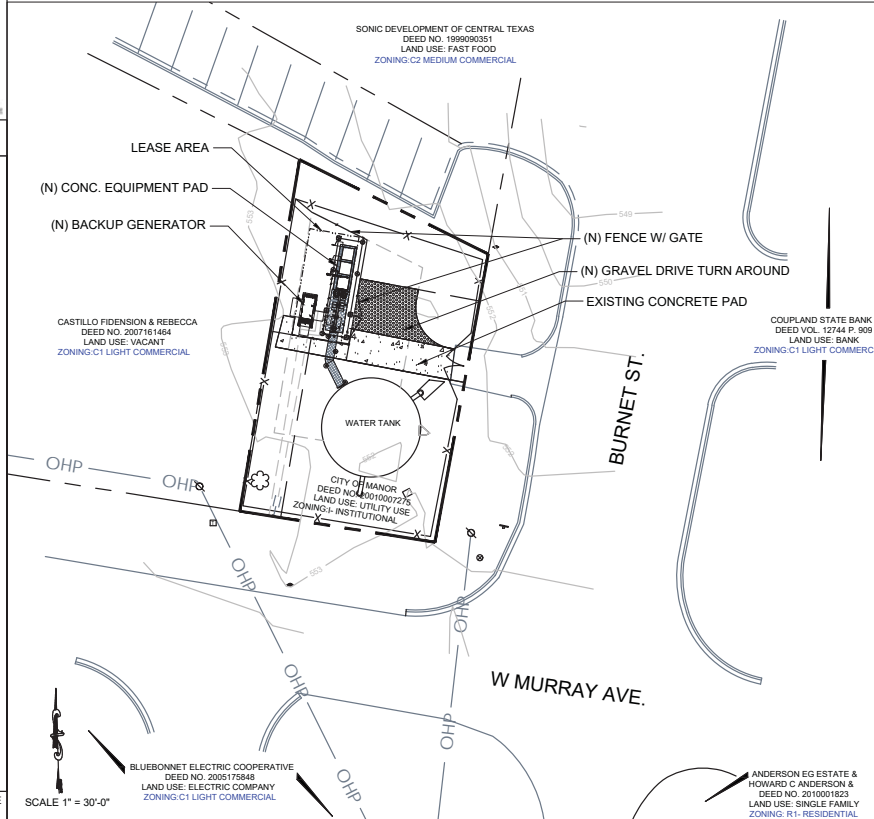 SONIC DEVELOPMENT OF CENTRAL TEXAS
DEED NO. 1999090351
LAND USE: FAST FOOD
ZONING:C2 MEDIUM COMMERCIAL
LEASE AREA
(N) CONC. EQUIPMENT PAD
(N) BACKUP GENERATOR
(N) FENCE W/ GATE
(N) GRAVEL DRIVE TURN AROUND
EXISTING CONCRETE PAD
549
550
551
552
553
553
CASTILLO FIDENSION & REBECCA
DEED NO. 2007161464
LAND USE: VACANT
ZONING:C1 LIGHT COMMERCIAL
COUPLAND STATE BANK
DEED VOL. 12744 P. 909
LAND USE: BANK
ZONING:C1 LIGHT COMMERC
BURNET ST.
WATER TANK
552
552
CITY OF MANOR
DEED NO. 20010007275
LAND USE: UTILITY USE
ZONING:I- INSTITUTIONAL
X
X
X
X
X
X
X
X
OHP
OHP
OHP
OHP
OHP
OHP
OHP
553
W MURRAY AVE.
SCALE 1" = 30'-0"
BLUEBONNET ELECTRIC COOPERATIVE
DEED NO. 2005175848
LAND USE: ELECTRIC COMPANY
ZONING:C1 LIGHT COMMERCIAL
ANDERSON EG ESTATE &
HOWARD C ANDERSON &
DEED NO. 2010001823
LAND USE: SINGLE FAMILY
ZONING: R1- RESIDENTIAL